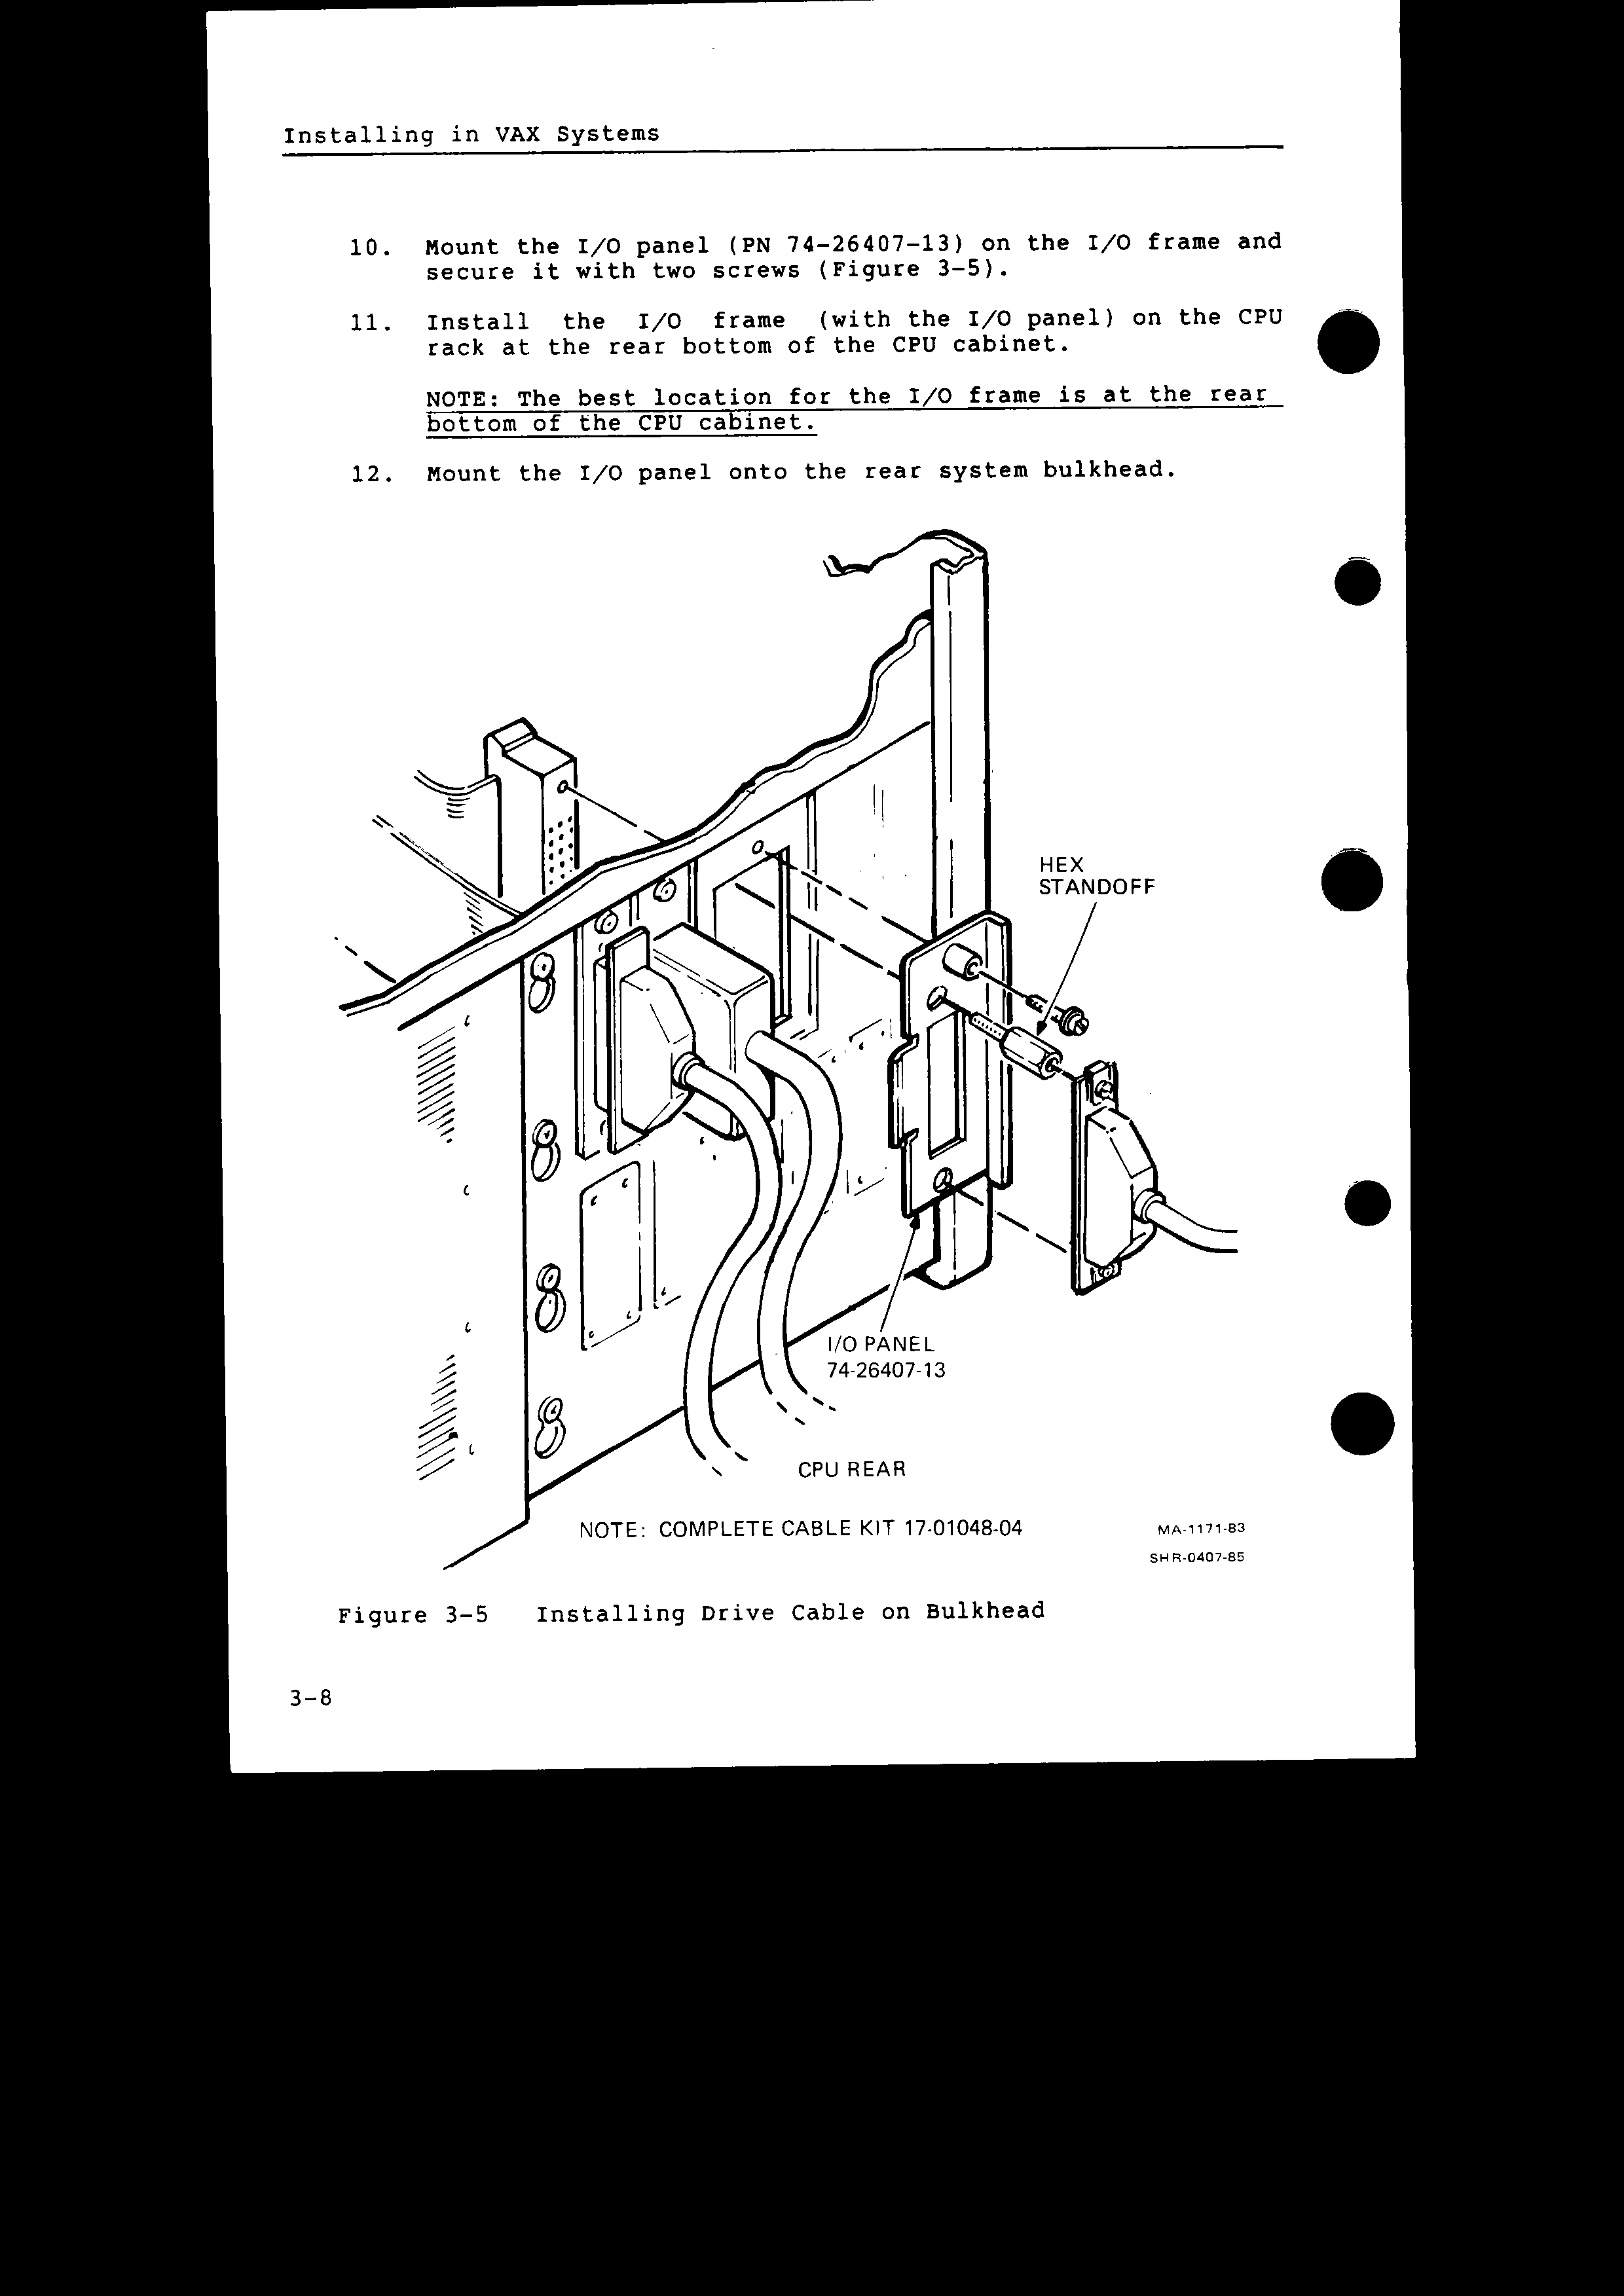 Installing in VAX Systems
10. Mount the I/O panel (PN 74-26407-13) on the I/O frame and
secure it with two screws (Figure 3-5).
11. Install the I/O frame (with the I/O panel) on the CPU
rack at the rear bottom of the CPU cabinet.
NOTE: The best location for the I/O frame is at the rear
bottom of the CPU cabinet.
12. Mount the I/O panel onto the rear system bulkhead.
HEX
STANDOFF
I/O PANEL
74-26407-13
CPU REAR
NOTE: COMPLETE CABLE KIT 17-01048-04
MA-1171-83
SHR-0407-85
Figure 3-5 Installing Drive Cable on Bulkhead
3-8